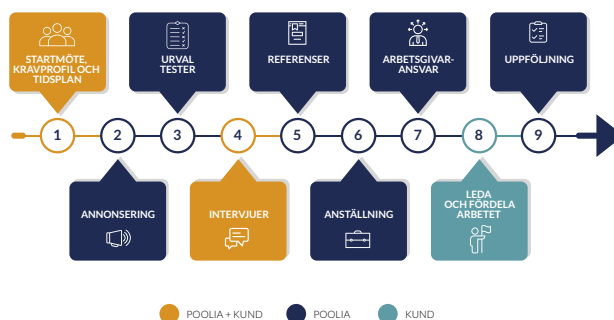 STARTMÖTE,
KRAVPROFIL OCH
TIDSPLAN
URVAL
TESTER
REFERENSER
ARBETSGIVAR-
ANSVAR
UPPFÖLJNING
1
2
3
4
5
6
7
8
9
ANNONSERING
INTERVJUER
ANSTÄLLNING
LEDA
OCH FÖRDELA
ARBETET
POOLIA + KUND
POOLIA
KUND